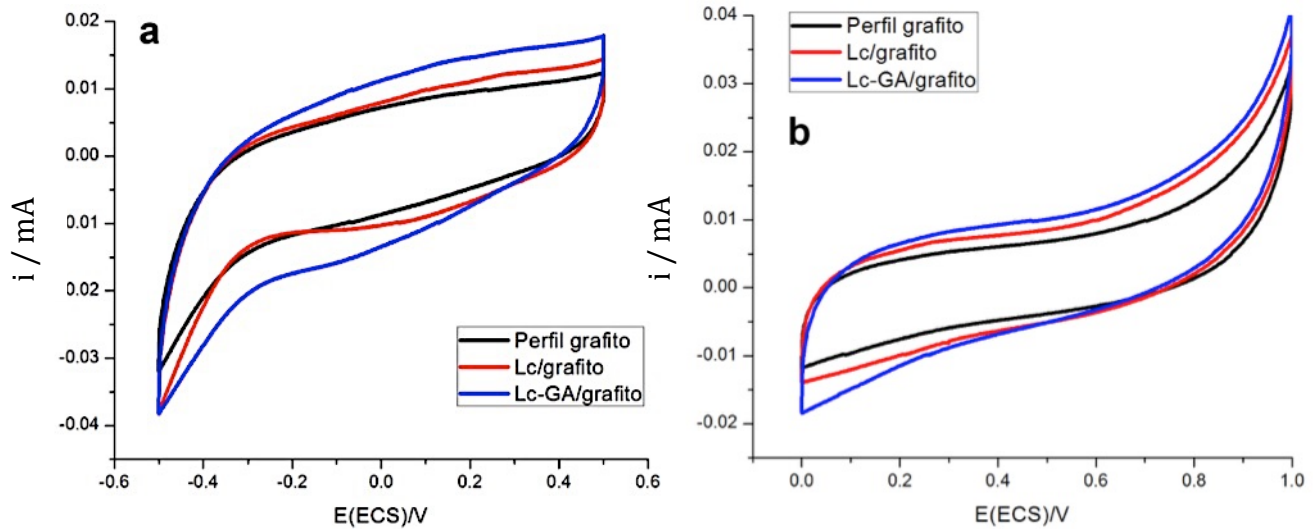 a
0.02
0.01
0.00
0.01
0.02
-0.03
-0.04
i / mA
Perfil grafito
Lc/grafito
Lc-GA/grafito
-0.6 -0.4 -0.2 0.0 0.2 0.4 0.6
E(ECS)/V
Perfil grafito
Lc/grafito
Lc-GA/grafito
b
0.04
0.03
0.02
0.01
0.00
-0.01
-0.02
i / mA
0.0 0.2 0.4 0.6 0.8 1.0
E(ECS)/V